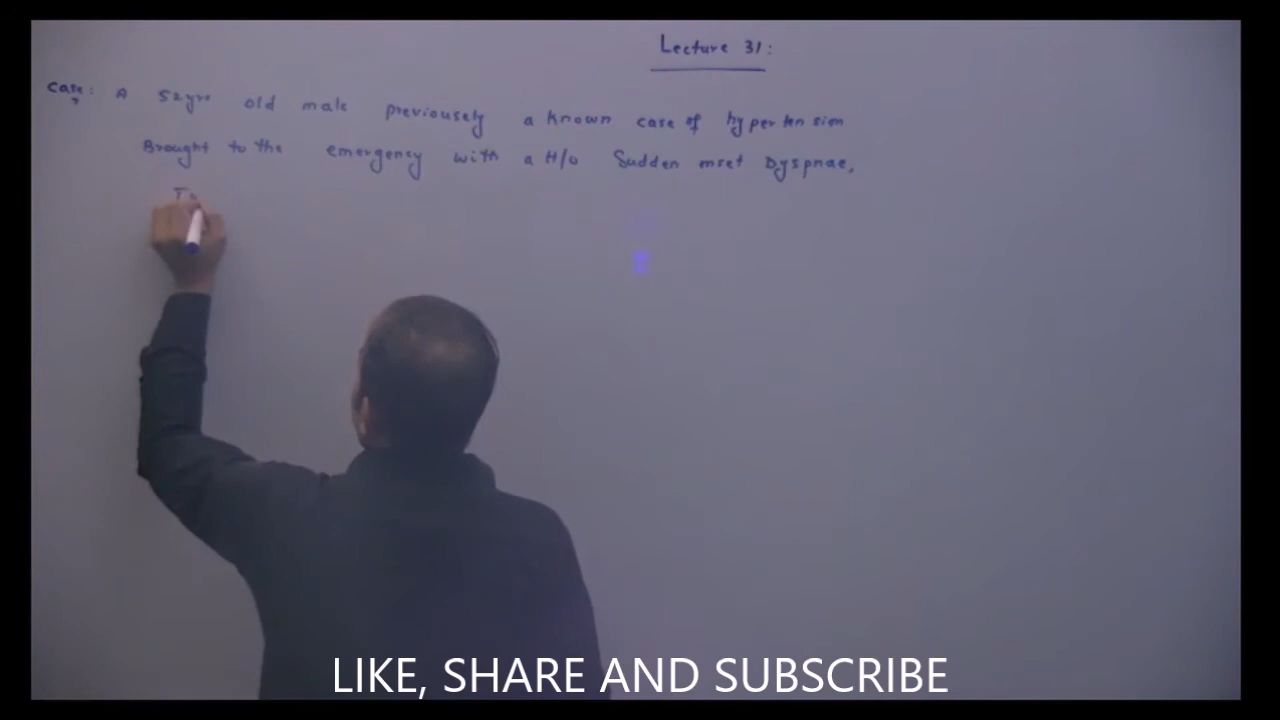 Lecture 31:
Case: A 52yrs old male previousely a known case of hypertension
Brought to the emergency with a H/o Sudden onset Dyspnae,
LIKE, SHARE AND SUBSCRIBE